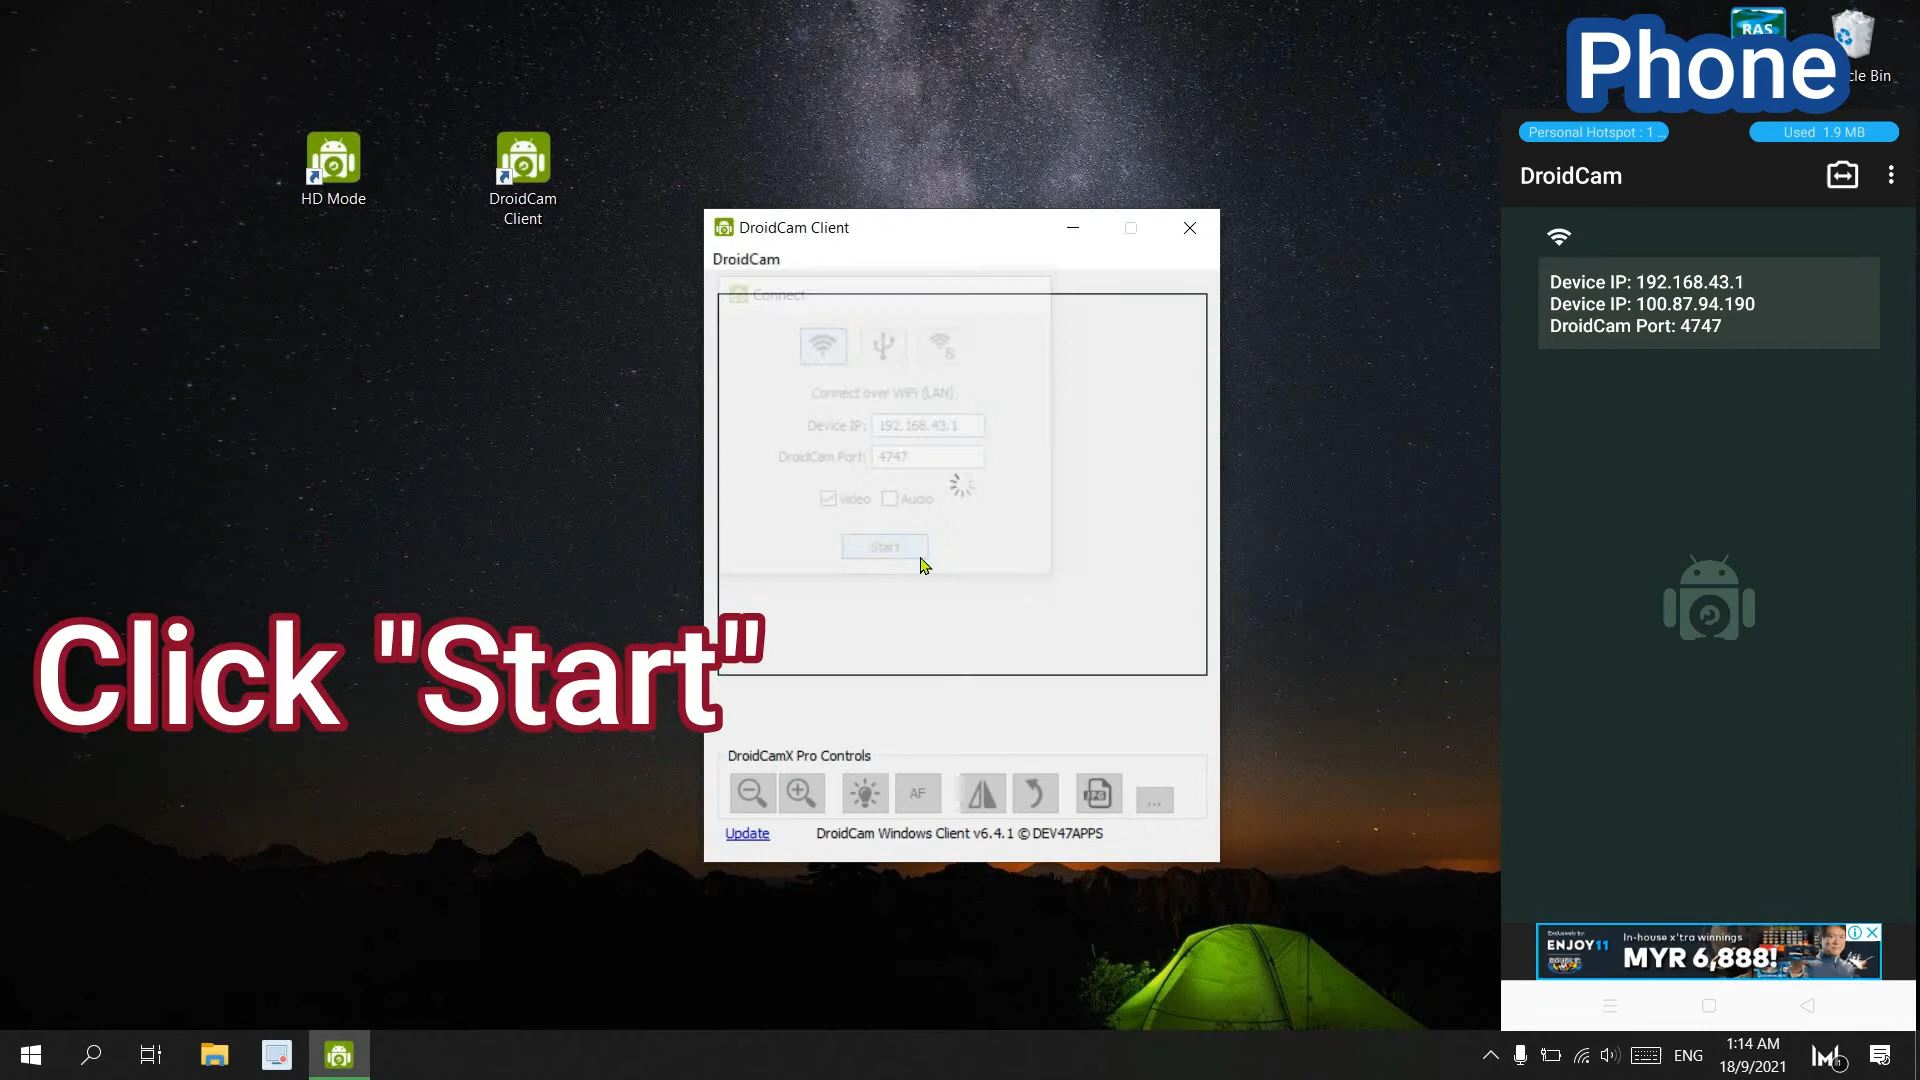 RAS
Phone
cle Bin
Personal Hotspot : 1 ...
Used 1.9 MB
DroidCam
HD Mode
DroidCam
Client
DroidCam Client
DroidCam
Connect
Device IP: 192.168.43.1
Device IP: 100.87.94.190
DroidCam Port: 4747
Connect over WiFi (LAN)
Device IP: 192.168.43.1
DroidCam Port: 4747
Video Audio
Start
Click "Start"
DroidCamX Pro Controls
AF
JPG
...
Update
DroidCam Windows Client v6.4.1 © DEV47APPS
Exclusively by:
ENJOY11
DOUBLE
In-house x'tra winnings
MYR 6,888!
ENG
1:14 AM
18/9/2021